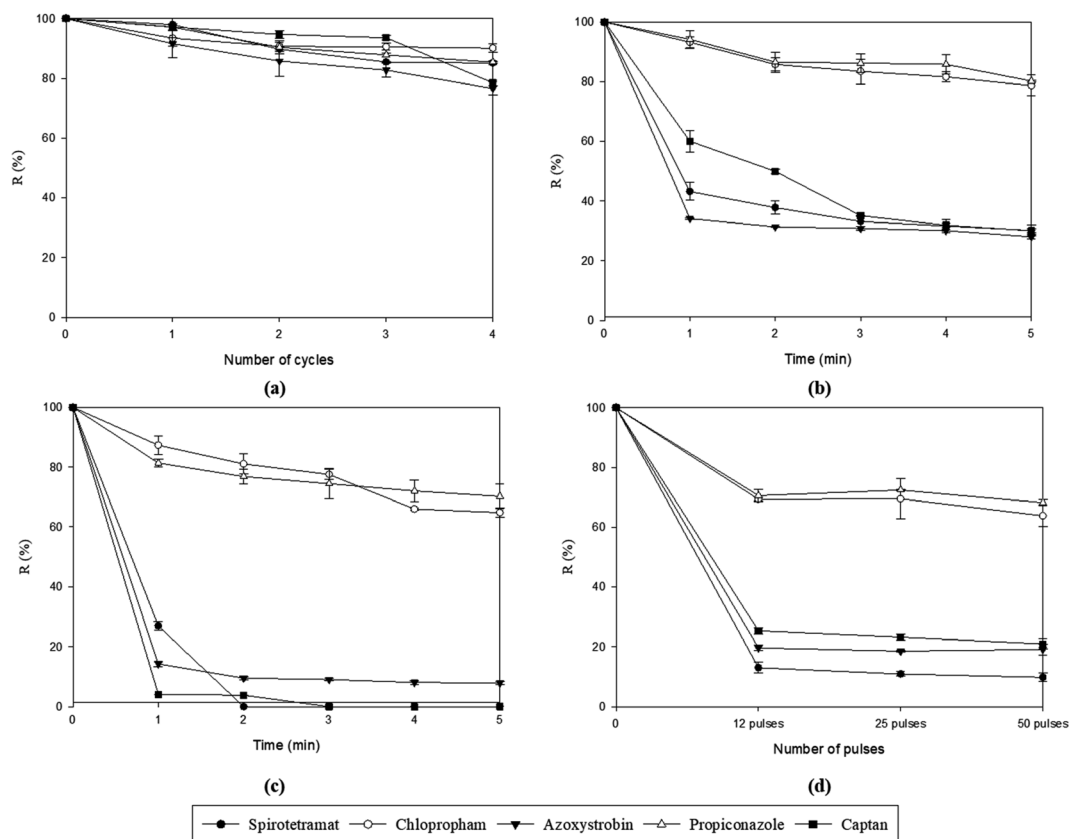 100
80
60
40
20
0
R (%)
0 1 2 3 4
Number of cycles
(a)
100
80
60
40
20
0
R (%)
0 1 2 3 4 5
Time (min)
(b)
100
80
60
40
20
0
R (%)
0 1 2 3 4 5
Time (min)
(c)
100
80
60
40
20
0
R (%)
0 12 pulses 25 pulses 50 pulses
Number of pulses
(d)
Spirotetramat Chlopropham Azoxystrobin Propiconazole Captan